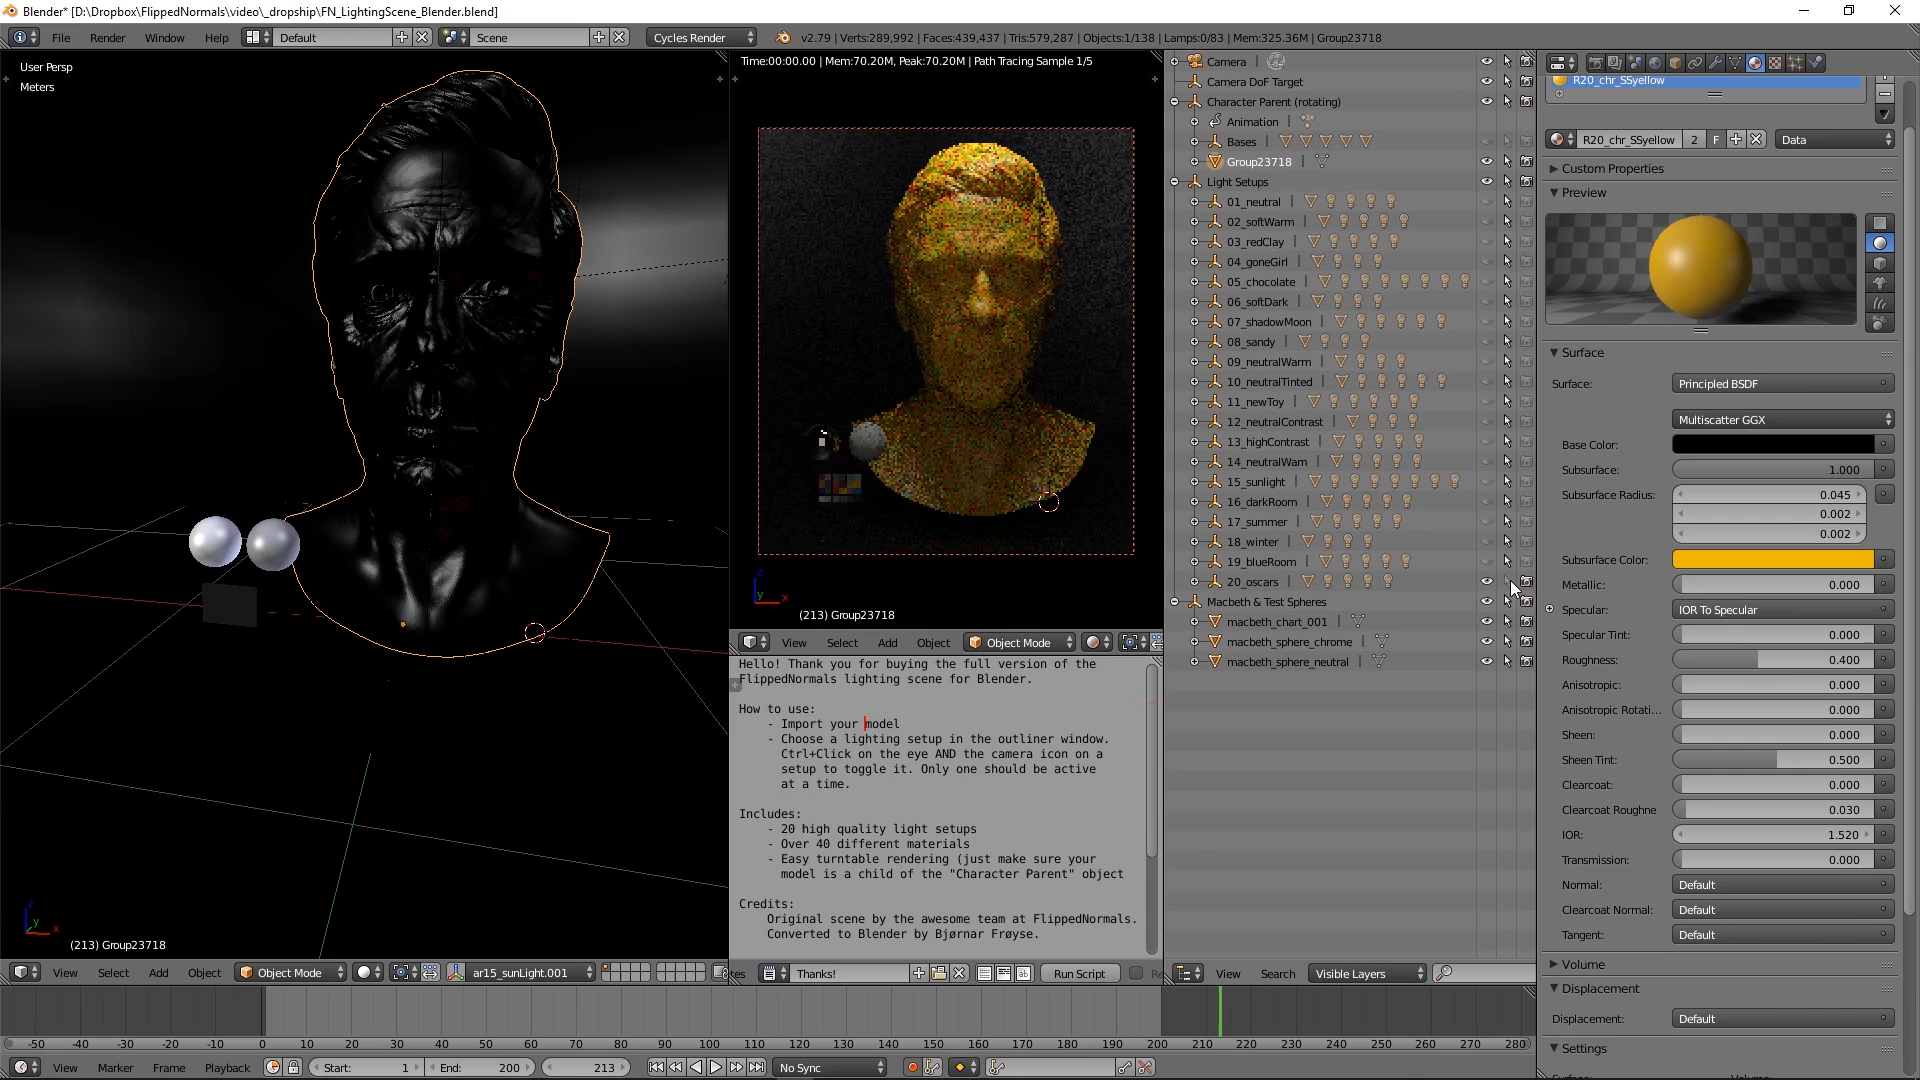 Blender* [D:\Dropbox\FlippedNormals\video\_dropship\FN_LightingScene_Blender.blend]
File Render Window Help Default Scene Cycles Render v2.79 | Verts:289,992 | Faces:439,437 | Tris:579,287 | Objects:1/138 | Lamps:0/83 | Mem:325.36M | Group23718
User Persp
Meters
(213) Group23718
View Select Add Object Object Mode ar15_sunLight.001
Time:00:00.00 | Mem:70.20M, Peak:70.20M | Path Tracing Sample 1/5
(213) Group23718
View Select Add Object Object Mode
Hello! Thank you for buying the full version of the
FlippedNormals lighting scene for Blender.
How to use:
- Import your model
- Choose a lighting setup in the outliner window.
Ctrl+Click on the eye AND the camera icon on a
setup to toggle it. Only one should be active
at a time.
Includes:
- 20 high quality light setups
- Over 40 different materials
- Easy turntable rendering (just make sure your
model is a child of the "Character Parent" object
Credits:
Original scene by the awesome team at FlippedNormals.
Converted to Blender by Bjørnar Frøyse.
tes Thanks! Run Script Re
Camera
Camera DoF Target
Character Parent (rotating)
Animation
Bases
Group23718
Light Setups
01_neutral
02_softWarm
03_redClay
04_goneGirl
05_chocolate
06_softDark
07_shadowMoon
08_sandy
09_neutralWarm
10_neutralTinted
11_newToy
12_neutralContrast
13_highContrast
14_neutralWam
15_sunlight
16_darkRoom
17_summer
18_winter
19_blueRoom
20_oscars
Macbeth & Test Spheres
macbeth_chart_001
macbeth_sphere_chrome
macbeth_sphere_neutral
View Search Visible Layers
R20_chr_SSyellow
R20_chr_SSyellow 2 F Data
Custom Properties
Preview
Surface
Surface: Principled BSDF
Multiscatter GGX
Base Color:
Subsurface: 1.000
Subsurface Radius: 0.045
0.002
0.002
Subsurface Color:
Metallic: 0.000
Specular: IOR To Specular
Specular Tint: 0.000
Roughness: 0.400
Anisotropic: 0.000
Anisotropic Rotati... 0.000
Sheen: 0.000
Sheen Tint: 0.500
Clearcoat: 0.000
Clearcoat Roughne 0.030
IOR: 1.520
Transmission: 0.000
Normal: Default
Clearcoat Normal: Default
Tangent: Default
Volume
Displacement
Displacement: Default
Settings
-50 -40 -30 -20 -10 0 10 20 30 40 50 60 70 80 90 100 110 120 130 140 150 160 170 180 190 200 210 220 230 240 250 260 270 280
View Marker Frame Playback Start: 1 End: 200 213 No Sync